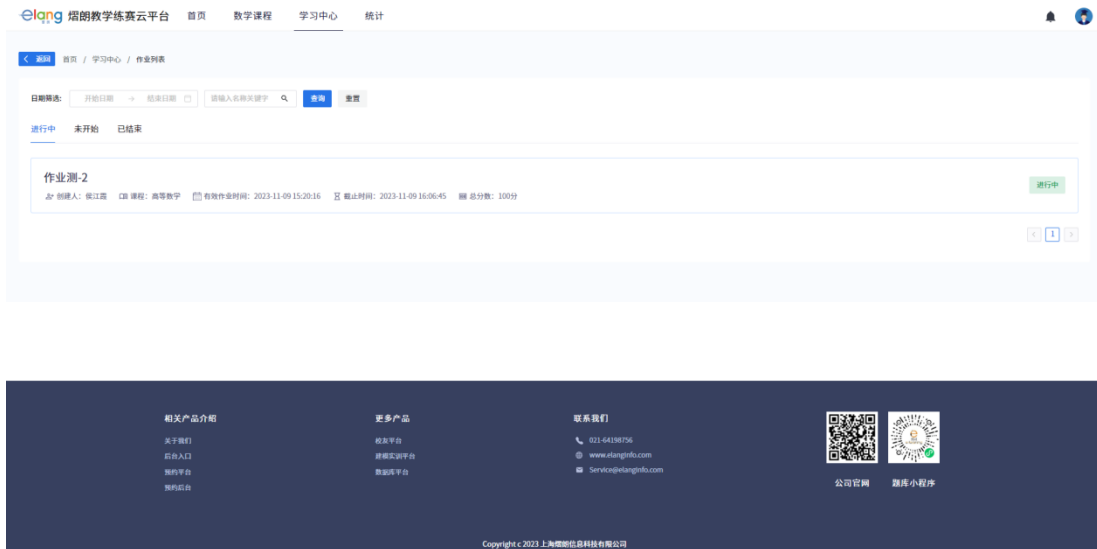 elang 熠朗教学练赛云平台 首页 数学课程 学习中心 统计
返回 首页 / 学习中心 / 作业列表
日期筛选: 开始日期 → 结束日期 请输入名称关键字 查询 重置
进行中 未开始 已结束
作业测-2
创建人: 侯江霞 课程: 高等数学 有效作业时间: 2023-11-09 15:20:16 截止时间: 2023-11-09 16:06:45 总分数: 100分
进行中
< 1 >
相关产品介绍
关于我们
后台入口
预约平台
预约后台
更多产品
校友平台
建模实训平台
数据库平台
联系我们
021-64198756
www.elanginfo.com
Service@elanginfo.com
公司官网 题库小程序
Copyright c 2023 上海熠朗信息科技有限公司